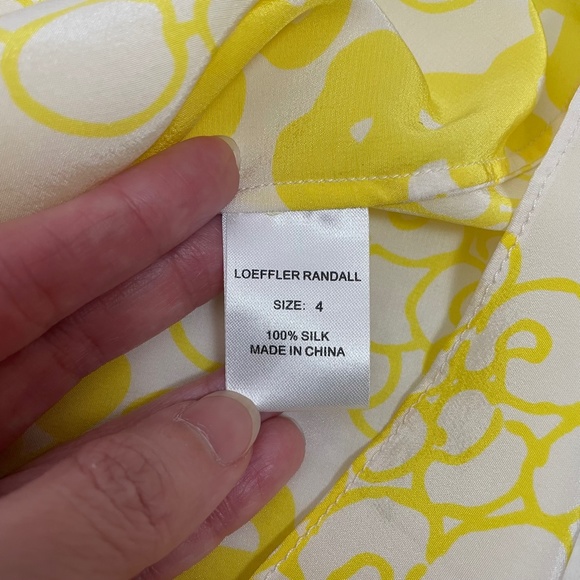 LOEFFLER RANDALL
SIZE: 4
100% SILK
MADE IN CHINA